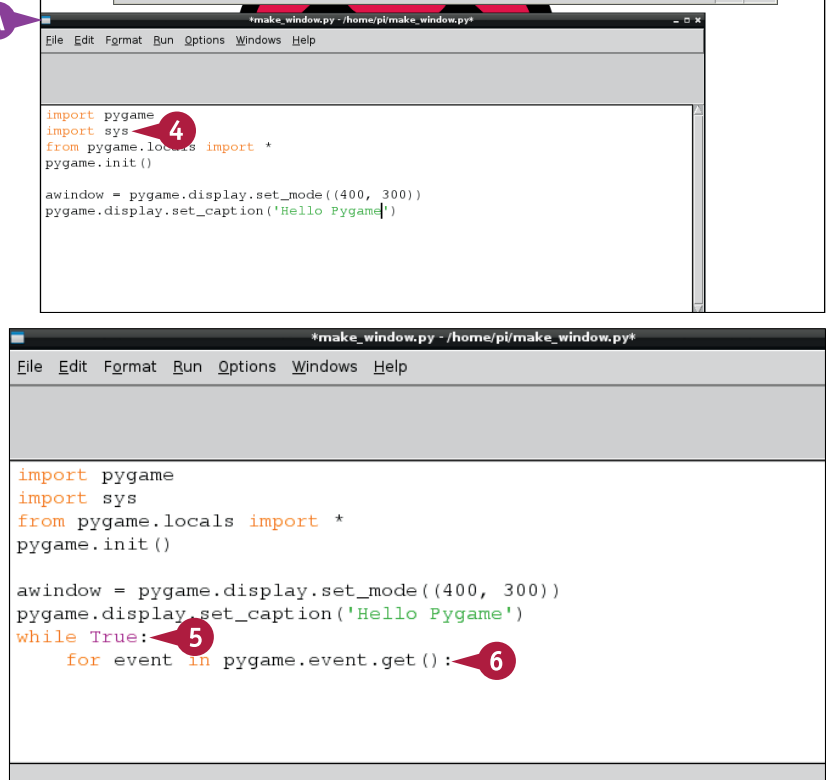 A
*make_window.py - /home/pi/make_window.py*
File Edit Format Run Options Windows Help
import pygame
import sys
4
from pygame.locals import *
pygame.init()
awindow = pygame.display.set_mode((400, 300))
pygame.display.set_caption('Hello Pygame')
*make_window.py - /home/pi/make_window.py*
File Edit Format Run Options Windows Help
import pygame
import sys
from pygame.locals import *
pygame.init()
awindow = pygame.display.set_mode((400, 300))
pygame.display.set_caption('Hello Pygame')
while True:
5
for event in pygame.event.get():
6